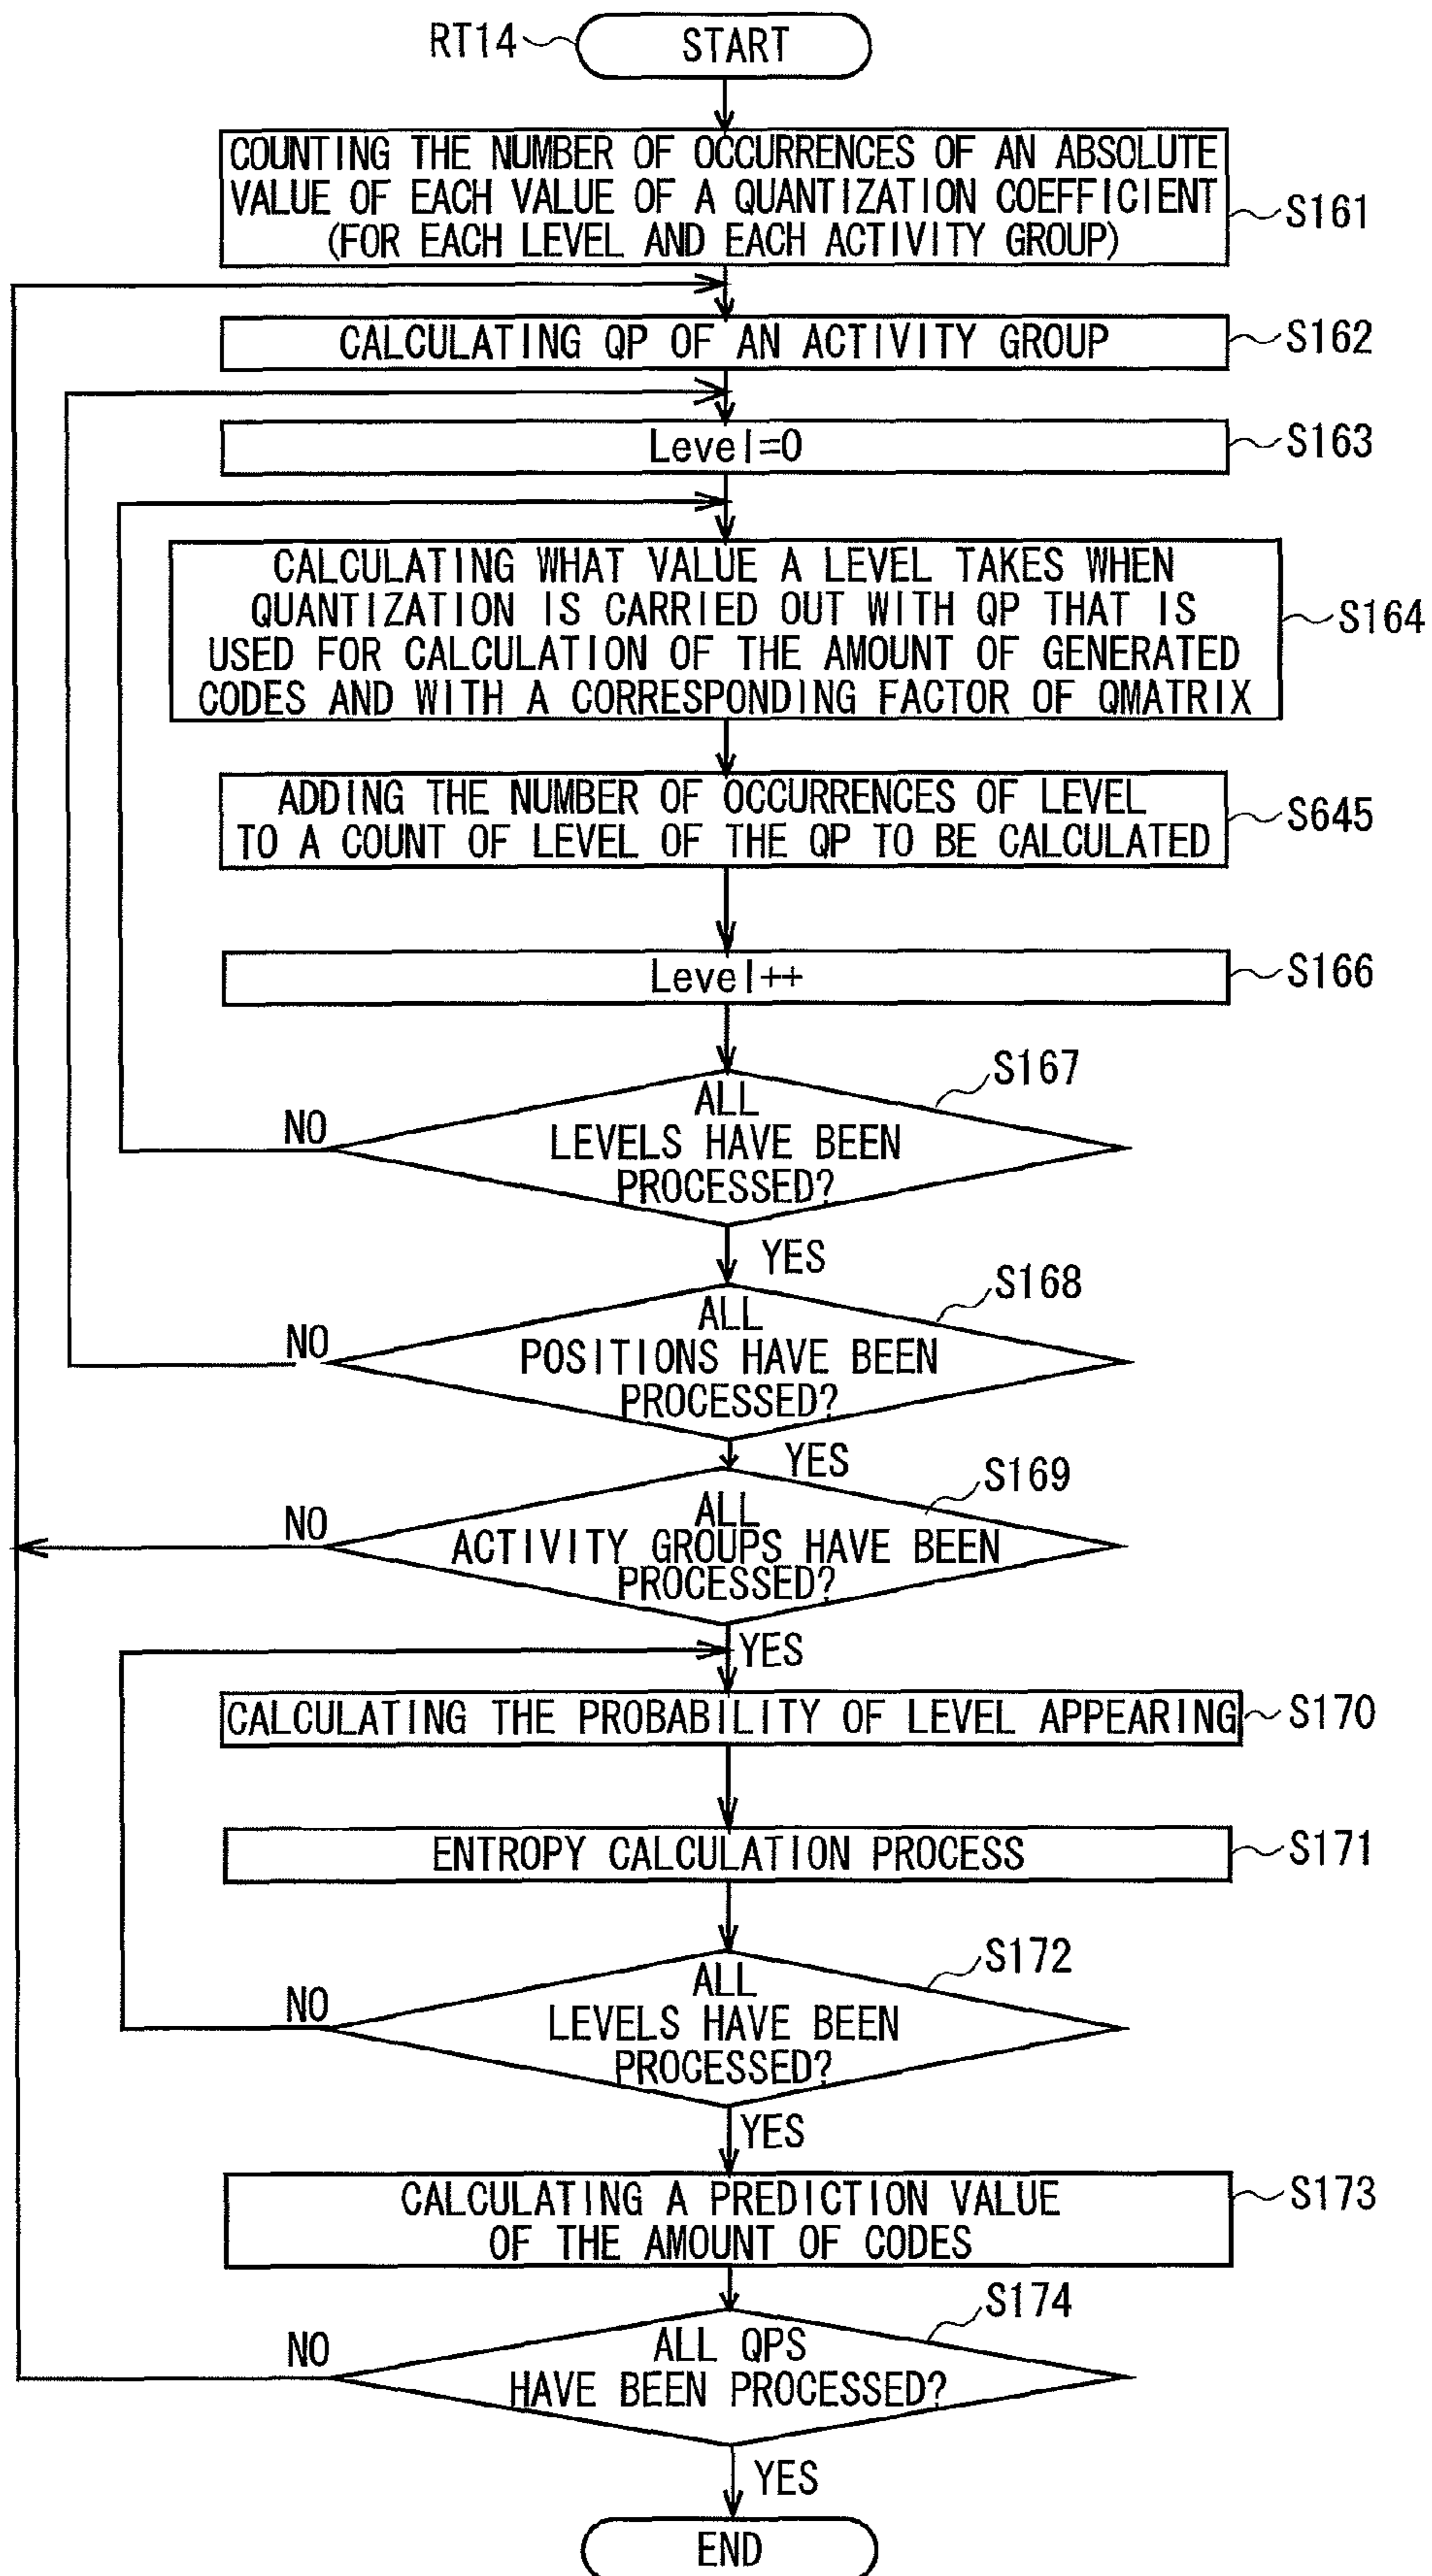 RT14
START
COUNTING THE NUMBER OF OCCURRENCES OF AN ABSOLUTE
VALUE OF EACH VALUE OF A QUANTIZATION COEFFICIENT
(FOR EACH LEVEL AND EACH ACTIVITY GROUP)
S161
CALCULATING QP OF AN ACTIVITY GROUP
S162
Level=0
S163
CALCULATING WHAT VALUE A LEVEL TAKES WHEN
QUANTIZATION IS CARRIED OUT WITH QP THAT IS
USED FOR CALCULATION OF THE AMOUNT OF GENERATED
CODES AND WITH A CORRESPONDING FACTOR OF QMATRIX
S164
ADDING THE NUMBER OF OCCURRENCES OF LEVEL
TO A COUNT OF LEVEL OF THE QP TO BE CALCULATED
S645
Level++
S166
S167
ALL
LEVELS HAVE BEEN
PROCESSED?
NO
YES
S168
ALL
POSITIONS HAVE BEEN
PROCESSED?
NO
YES
S169
ALL
ACTIVITY GROUPS HAVE BEEN
PROCESSED?
NO
YES
CALCULATING THE PROBABILITY OF LEVEL APPEARING
S170
ENTROPY CALCULATION PROCESS
S171
S172
ALL
LEVELS HAVE BEEN
PROCESSED?
NO
YES
CALCULATING A PREDICTION VALUE
OF THE AMOUNT OF CODES
S173
S174
ALL QPS
HAVE BEEN PROCESSED?
NO
YES
END